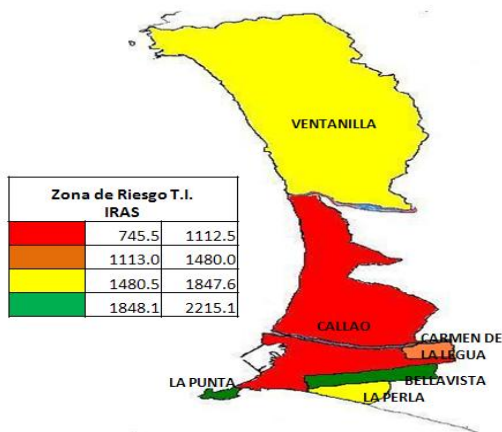 VENTANILLA
Zona de Riesgo T.I.
IRAS
745.5 1112.5
1113.0 1480.0
1480.5 1847.6
1848.1 2215.1
CALLAO
CARMEN DE
LA LEGUA
LA PUNTA
BELLAVISTA
LA PERLA